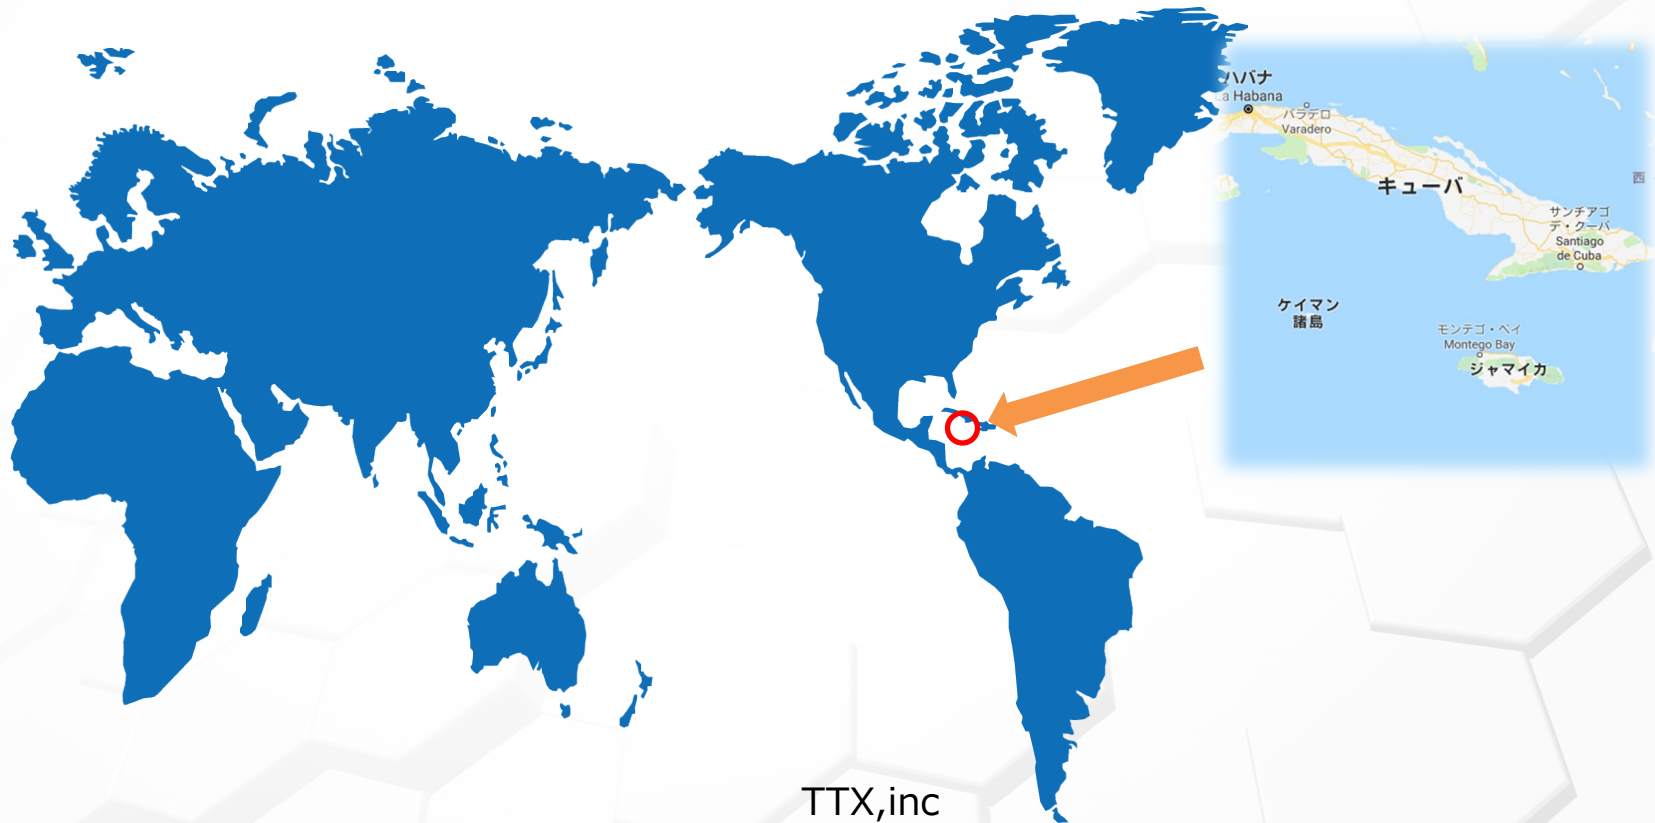 ハバナ
La Habana
バラデロ
Varadero
キューバ
西
サンチアゴ
デ・クーバ
Santiago
de Cuba
ケイマン
諸島
モンテゴ・ベイ
Montego Bay
ジャマイカ
TTX,inc